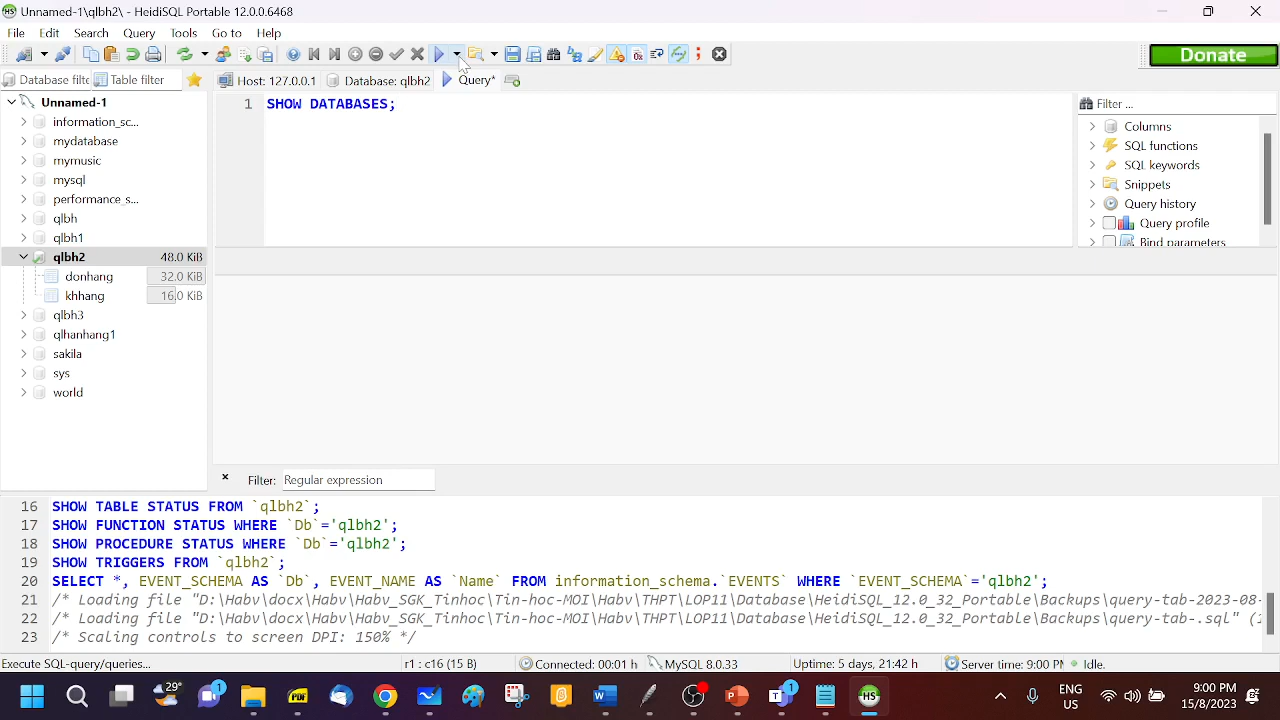 Unnamed-1\qlbh2\ - HeidiSQL Portable 12.0.0.6468
File Edit Search Query Tools Go to Help
Donate
Database filte Table filter Host: 127.0.0.1 Database: qlbh2 Query*
1 SHOW DATABASES;
Filter ...
Columns
SQL functions
SQL keywords
Snippets
Query history
Query profile
Bind parameters
Unnamed-1
information_sc...
mydatabase
mymusic
mysql
performance_s...
qlbh
qlbh1
qlbh2 48.0 KiB
donhang 32.0 KiB
khhang 16.0 KiB
qlbh3
qlhanhang1
sakila
sys
world
× Filter: Regular expression
16 SHOW TABLE STATUS FROM `qlbh2`;
17 SHOW FUNCTION STATUS WHERE `Db`='qlbh2';
18 SHOW PROCEDURE STATUS WHERE `Db`='qlbh2';
19 SHOW TRIGGERS FROM `qlbh2`;
20 SELECT *, EVENT_SCHEMA AS `Db`, EVENT_NAME AS `Name` FROM information_schema.`EVENTS` WHERE `EVENT_SCHEMA`='qlbh2';
21 /* Loading file "D:\Habv\docx\Habv\Habv_SGK_Tinhoc\Tin-hoc-MOI\Habv\THPT\LOP11\Database\HeidiSQL_12.0_32_Portable\Backups\query-tab-2023-08-
22 /* Loading file "D:\Habv\docx\Habv\Habv_SGK_Tinhoc\Tin-hoc-MOI\Habv\THPT\LOP11\Database\HeidiSQL_12.0_32_Portable\Backups\query-tab-.sql" (1
23 /* Scaling controls to screen DPI: 150% */
Execute SQL-query/queries... r1 : c16 (15 B) Connected: 00:01 h MySQL 8.0.33 Uptime: 5 days, 21:42 h Server time: 9:00 PM Idle.
29° 1 PDF 1 HS ENG US 9:00 PM 15/8/2023